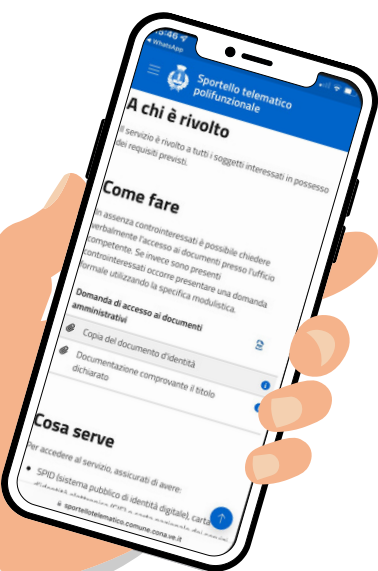 15:46
WhatsApp
Sportello telematico
polifunzionale
A chi è rivolto
Il servizio è rivolto a tutti i soggetti interessati in possesso
dei requisiti previsti.
Come fare
In assenza controinteressati è possibile chiedere
verbalmente l'accesso ai documenti presso l'ufficio
competente. Se invece sono presenti
controinteressati occorre presentare una domanda
formale utilizzando la specifica modulistica.
Domanda di accesso ai documenti
amministrativi
Copia del documento d'identità
Documentazione comprovante il titolo
dichiarato
Cosa serve
Per accedere al servizio, assicurati di avere:
• SPID (sistema pubblico di identità digitale), carta
sportellotelematico.comune.cona.ve.it